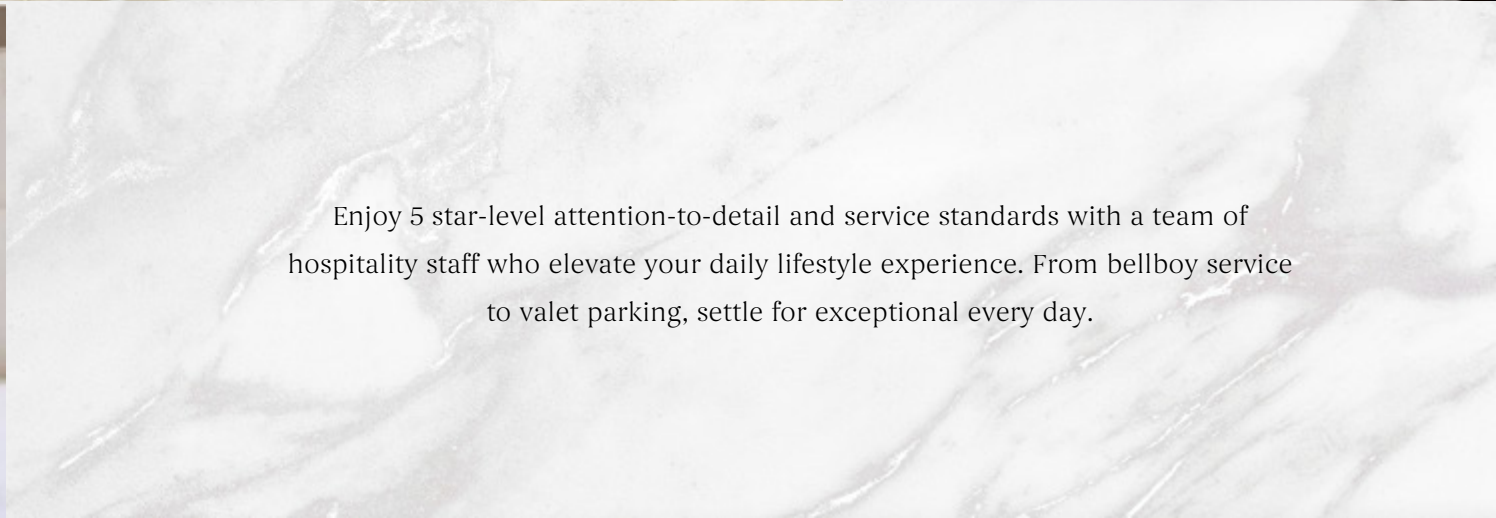 Enjoy 5 star-level attention-to-detail and service standards with a team of
hospitality staff who elevate your daily lifestyle experience. From bellboy service
to valet parking, settle for exceptional every day.